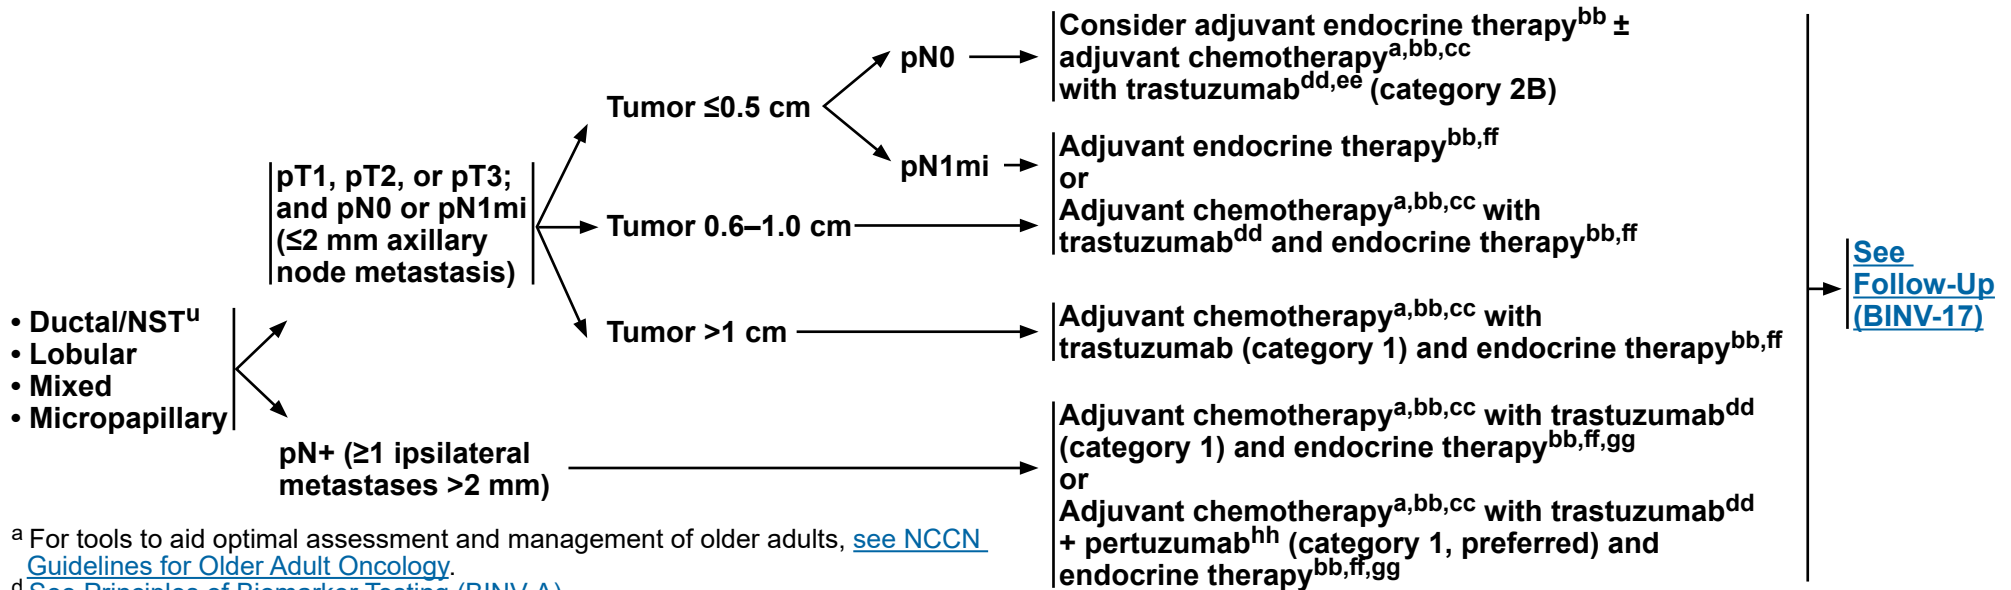 • Ductal/NSTu
• Lobular
• Mixed
• Micropapillary
pT1, pT2, or pT3;
and pN0 or pN1mi
(≤2 mm axillary
node metastasis)
pN+ (≥1 ipsilateral
metastases >2 mm)
Tumor ≤0.5 cm
Tumor 0.6–1.0 cm
Tumor >1 cm
pN0
pN1mi
Consider adjuvant endocrine therapybb ±
adjuvant chemotherapya,bb,cc
with trastuzumabdd,ee (category 2B)
Adjuvant endocrine therapybb,ff
or
Adjuvant chemotherapya,bb,cc with
trastuzumabdd and endocrine therapybb,ff
Adjuvant chemotherapya,bb,cc with
trastuzumab (category 1) and endocrine therapybb,ff
Adjuvant chemotherapya,bb,cc with trastuzumabdd
(category 1) and endocrine therapybb,ff,gg
or
Adjuvant chemotherapya,bb,cc with trastuzumabdd
+ pertuzumabhh (category 1, preferred) and
endocrine therapybb,ff,gg
See
Follow-Up
(BINV-17)
a For tools to aid optimal assessment and management of older adults, see NCCN
Guidelines for Older Adult Oncology.
d See Principles of Biomarker Testing (BINV-A)